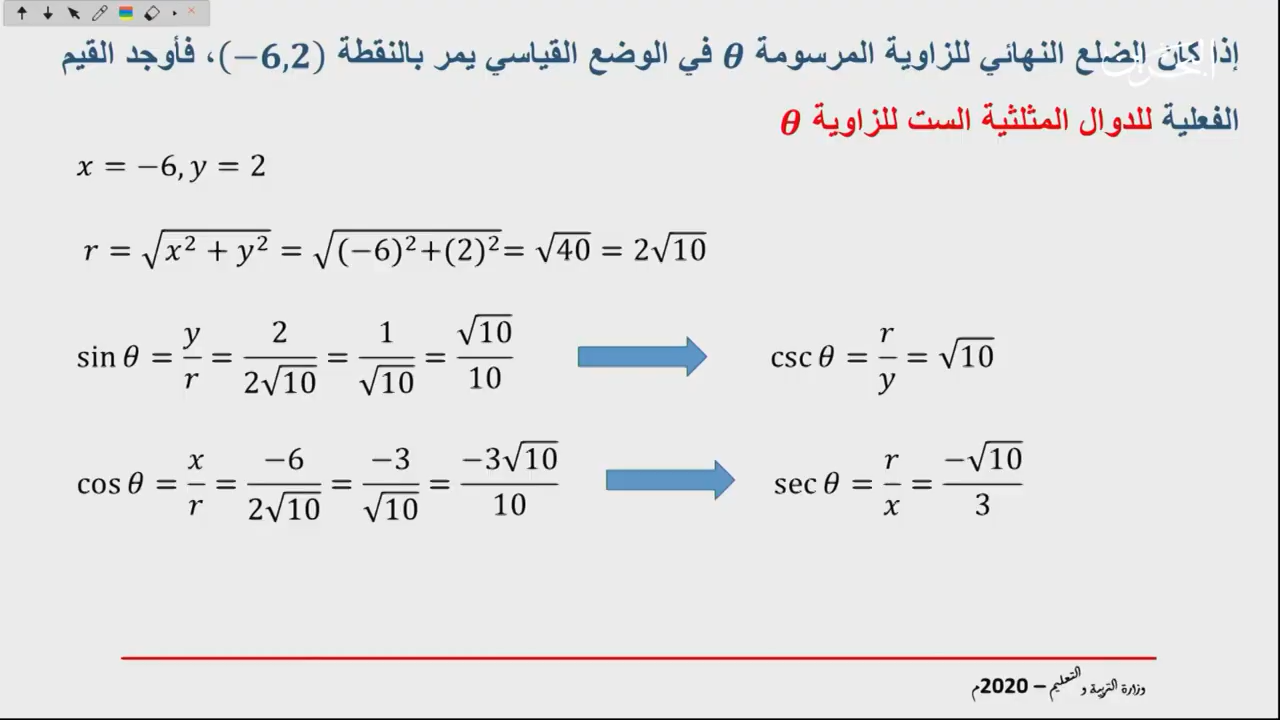 إذا كان الضلع النهائي للزاوية المرسومة θ في الوضع القياسي يمر بالنقطة (−6,2)، فأوجد القيم
الفعلية للدوال المثلثية الست للزاوية θ
x = −6, y = 2
r = √(x² + y²) = √((−6)²+(2)²) = √40 = 2√10
sin θ = y/r = 2/(2√10) = 1/√10 = √10/10
csc θ = r/y = √10
cos θ = x/r = −6/(2√10) = −3/√10 = −3√10/10
sec θ = r/x = −√10/3
وزارة التربية و التعليم – 2020م